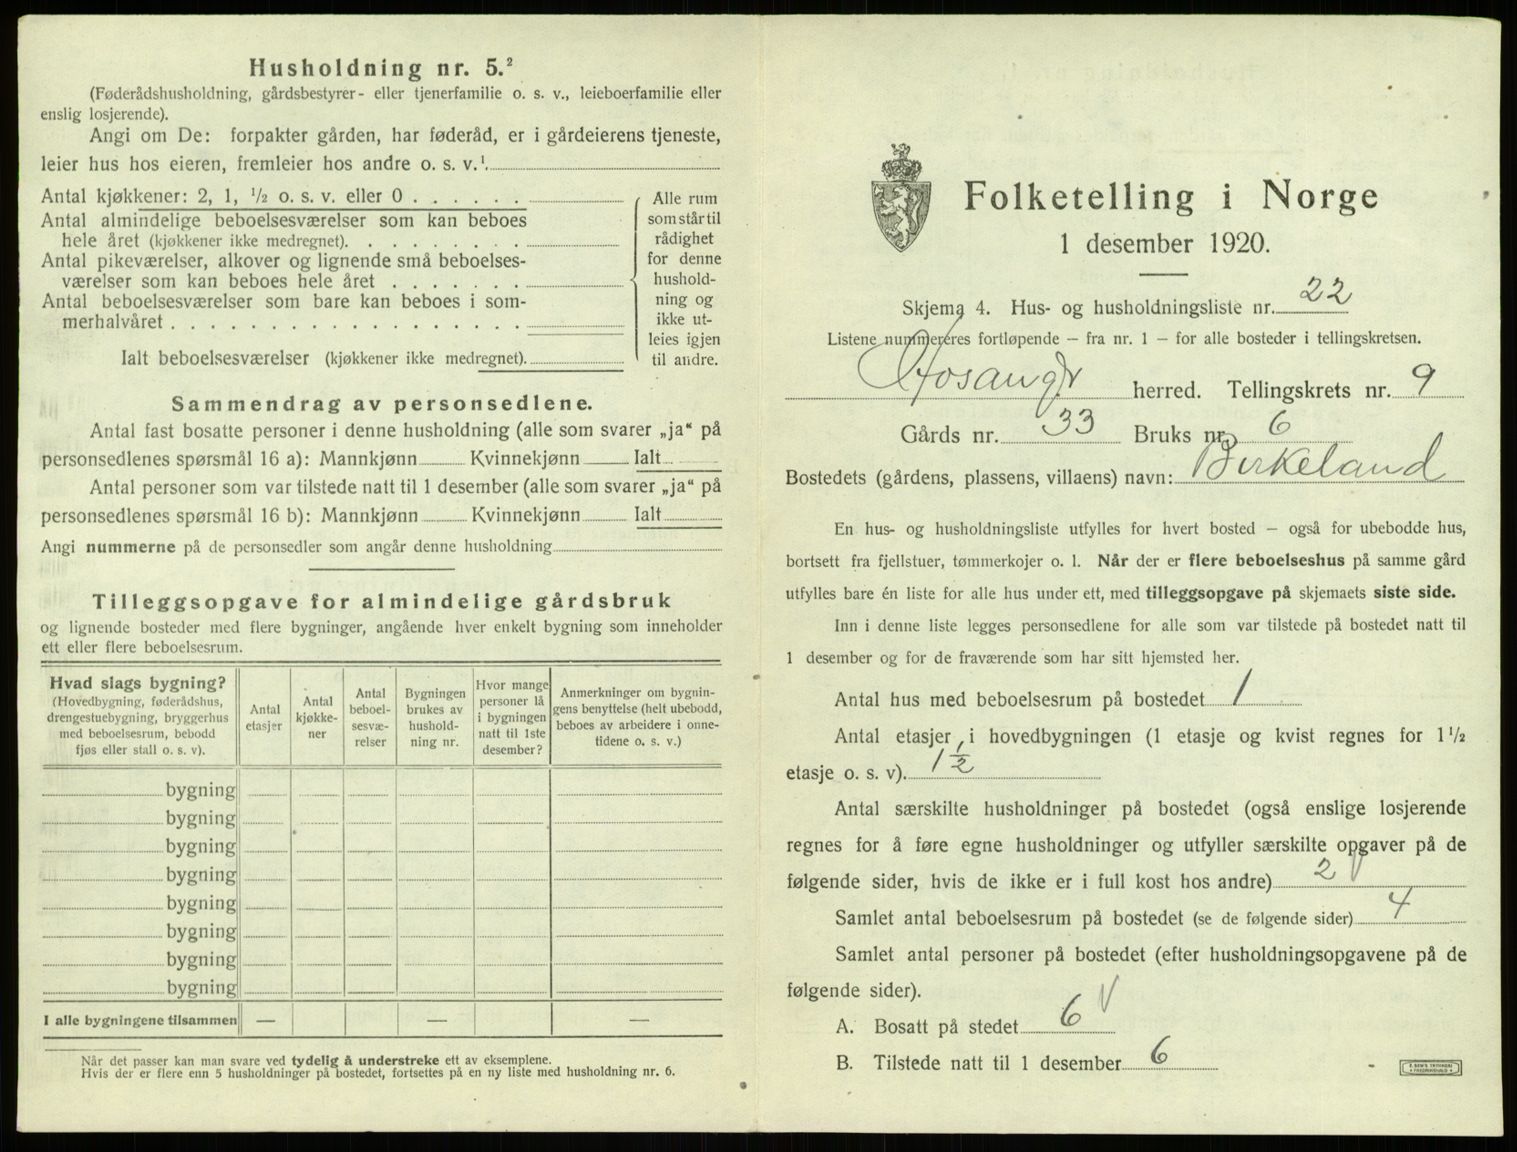 Husholdning nr. 5.²
(Føderådshusholdning, gårdsbestyrer- eller tjenerfamilie o. s. v., leieboerfamilie eller
enslig losjerende).
Angi om De: forpakter gården, har føderåd, er i gårdeierens tjeneste,
leier hus hos eieren, fremleier hos andre o. s. v.¹.
Antal kjøkkener: 2, 1, ½ o. s. v. eller 0 . . . . . .
Antal almindelige beboelsesværelser som kan beboes
hele året (kjøkkener ikke medregnet). . . . . . . . .
Antal pikeværelser, alkover og lignende små beboelses-
værelser som kan beboes hele året . . . . . . .
Antal beboelsesværelser som bare kan beboes i som-
merhalvåret . . . . . . . . . . . . . . . . . .
Ialt beboelsesværelser (kjøkkener ikke medregnet).
Alle rum
som står til
rådighet
for denne
hushold-
ning og
ikke ut-
leies igjen
til andre.
Sammendrag av personsedlene.
Antal fast bosatte personer i denne husholdning (alle som svarer „ja“ på
personsedlenes spørsmål 16 a): Mannkjønn Kvinnekjønn Ialt
Antal personer som var tilstede natt til 1 desember (alle som svarer „ja“ på
personsedlenes spørsmål 16 b): Mannkjønn Kvinnekjønn Ialt
Angi nummerne på de personsedler som angår denne husholdning
Tilleggsopgave for almindelige gårdsbruk
og lignende bosteder med flere bygninger, angående hver enkelt bygning som inneholder
ett eller flere beboelsesrum.
Hvad slags bygning?
(Hovedbygning, føderådshus,
drengestuebygning, bryggerhus
med beboelsesrum, bebodd
fjøs eller stall o. s. v).
Antal
etasjer
Antal
kjøkke-
ner
Antal
beboel-
sesvæ-
relser
Bygningen
brukes av
hushold-
ning nr.
Hvor mange
personer lå
i bygningen
natt til 1ste
desember?
Anmerkninger om bygnin-
gens benyttelse (helt ubebodd,
beboes av arbeidere i onne-
tidene o. s. v.)
bygning
bygning
bygning
bygning
bygning
bygning
bygning
bygning
I alle bygningene tilsammen — — —
Når det passer kan man svare ved tydelig å understreke ett av eksemplene.
Hvis der er flere enn 5 husholdninger på bostedet, fortsettes på en ny liste med husholdning nr. 6.
Folketelling i Norge
1 desember 1920.
Skjema 4. Hus- og husholdningsliste nr. 22
Listene nummereres fortløpende — fra nr. 1 — for alle bosteder i tellingskretsen.
Hosanger herred. Tellingskrets nr. 9
Gårds nr. 33 Bruks nr. 6
Bostedets (gårdens, plassens, villaens) navn: Birkeland
En hus- og husholdningsliste utfylles for hvert bosted — også for ubebodde hus,
bortsett fra fjellstuer, tømmerkojer o. l. Når der er flere beboelseshus på samme gård
utfylles bare én liste for alle hus under ett, med tilleggsopgave på skjemaets siste side.
Inn i denne liste legges personsedlene for alle som var tilstede på bostedet natt til
1 desember og for de fraværende som har sitt hjemsted her.
Antal hus med beboelsesrum på bostedet 1
Antal etasjer i hovedbygningen (1 etasje og kvist regnes for 1½
etasje o. s. v). 1 ½
Antal særskilte husholdninger på bostedet (også enslige losjerende
regnes for å føre egne husholdninger og utfyller særskilte opgaver på de
følgende sider, hvis de ikke er i full kost hos andre) 2
Samlet antal beboelsesrum på bostedet (se de følgende sider) 4
Samlet antal personer på bostedet (efter husholdningsopgavene på de
følgende sider).
A. Bosatt på stedet 6
B. Tilstede natt til 1 desember 6